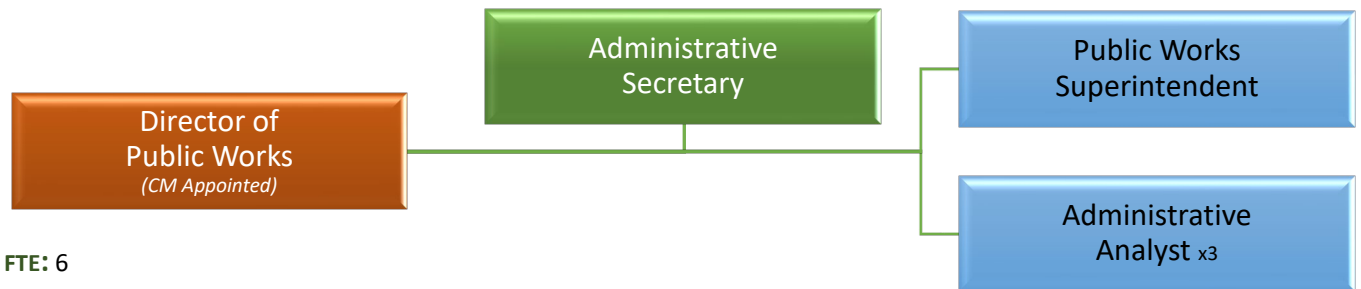 Administrative
Secretary
Public Works
Superintendent
Director of
Public Works
(CM Appointed)
Administrative
Analyst x3
FTE: 6